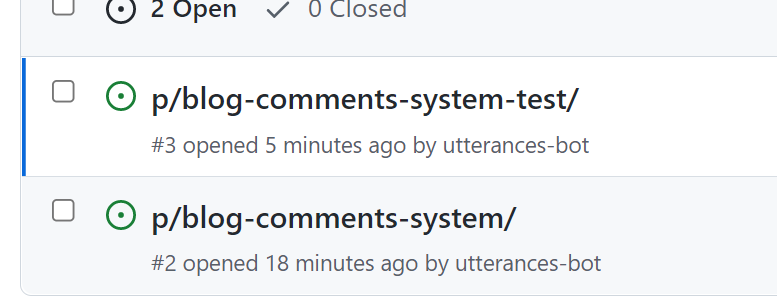 2 Open 0 Closed
p/blog-comments-system-test/
#3 opened 5 minutes ago by utterances-bot
p/blog-comments-system/
#2 opened 18 minutes ago by utterances-bot